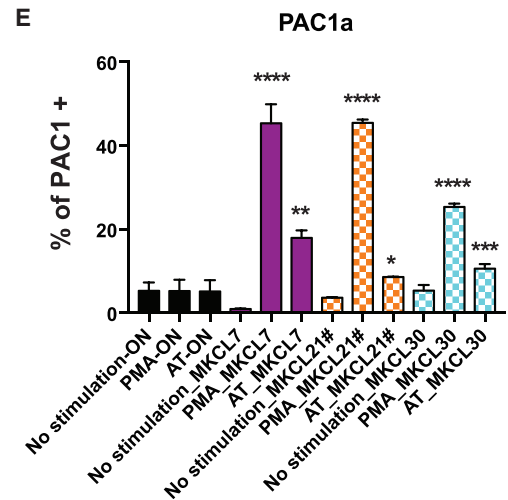 E
PAC1a
% of PAC1 +
60
40
20
0
****
**
****
*
****
***
No stimulation-ON
PMA-ON
AT-ON
No stimulation_MKCL7
PMA_MKCL7
AT_MKCL7
No stimulation_MKCL21#
PMA_MKCL21#
AT_MKCL21#
No stimulation_MKCL30
PMA_MKCL30
AT_MKCL30